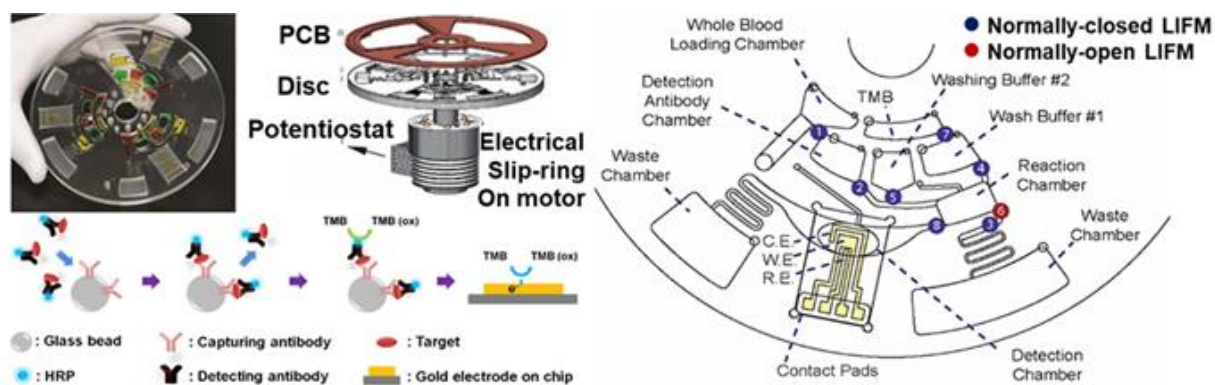 PCB
Disc
Potentiostat
Electrical
Slip-ring
On motor
TMB
TMB (ox)
TMB
TMB (ox)
e
: Glass bead
: Capturing antibody
: Target
: HRP
: Detecting antibody
: Gold electrode on chip
Normally-closed LIFM
Normally-open LIFM
Whole Blood
Loading Chamber
Washing Buffer #2
Detection
Antibody
Chamber
TMB
Wash Buffer #1
1
7
4
Waste
Chamber
Reaction
Chamber
2
5
6
8
3
Waste
Chamber
C.E.
W.E.
R.E.
Contact Pads
Detection
Chamber